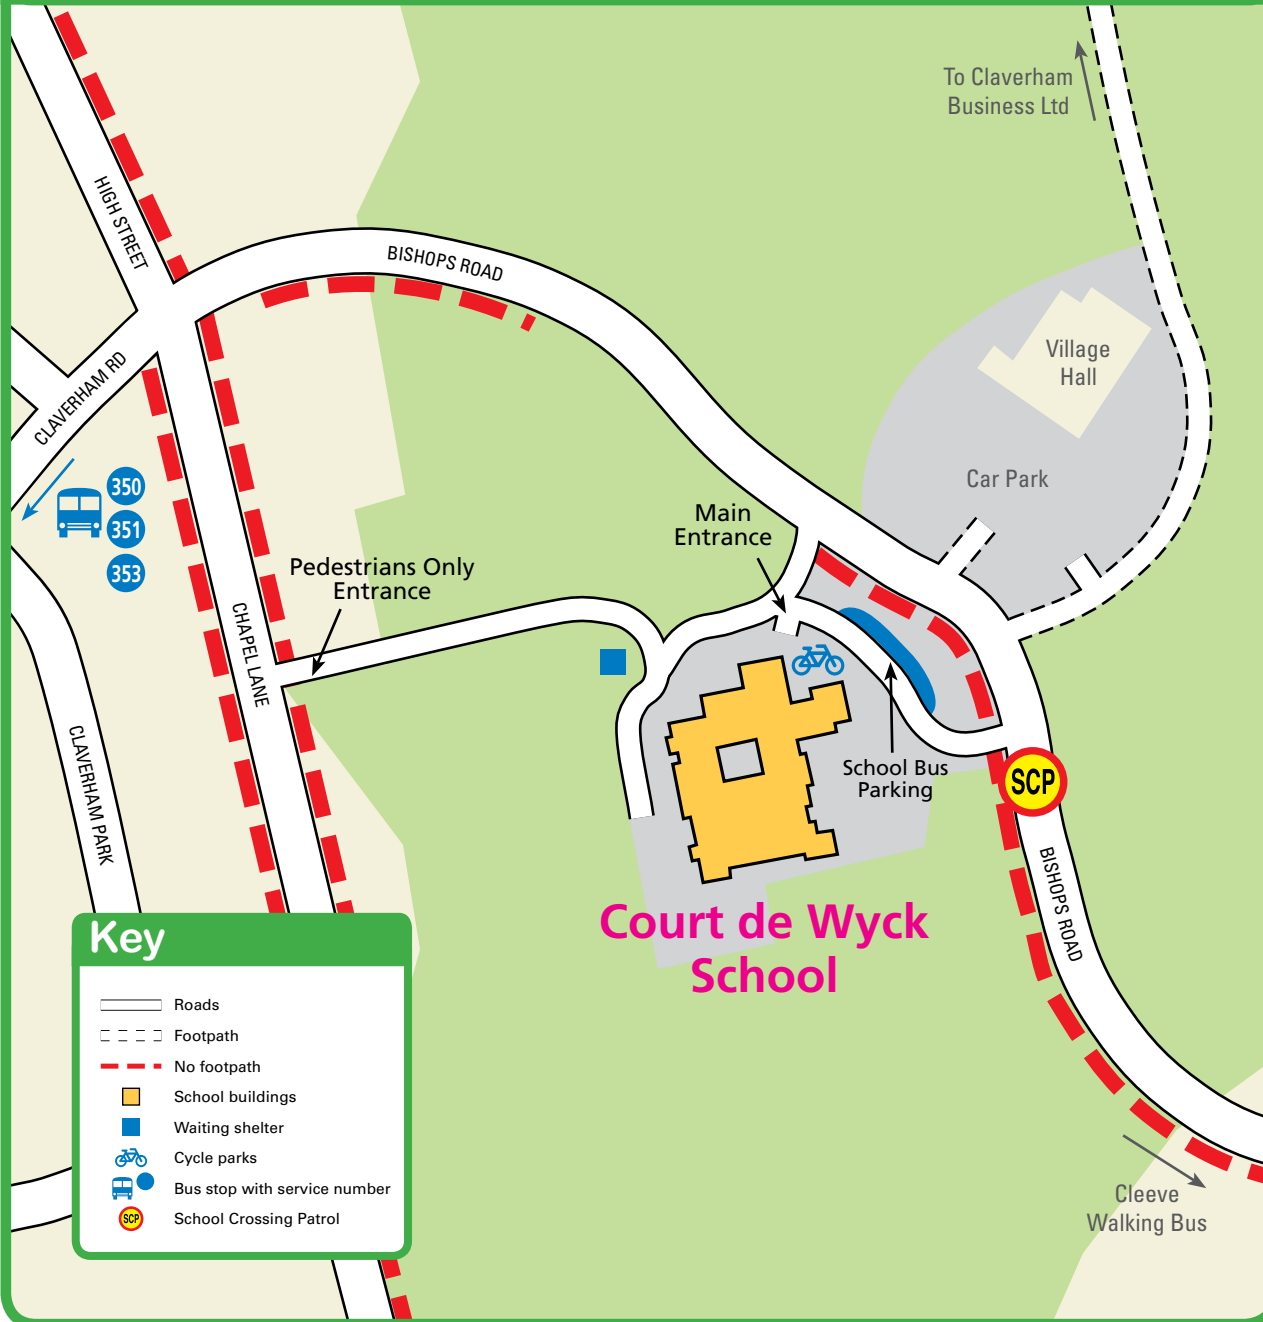 To Claverham
Business Ltd
HIGH STREET
BISHOPS ROAD
Village
Hall
CLAVERHAM RD
Car Park
350
351
353
Main
Entrance
Pedestrians Only
Entrance
CHAPEL LANE
CLAVERHAM PARK
School Bus
Parking
SCP
BISHOPS ROAD
Court de Wyck
School
Key
Roads
Footpath
No footpath
School buildings
Waiting shelter
Cycle parks
Bus stop with service number
SCP
School Crossing Patrol
Cleeve
Walking Bus